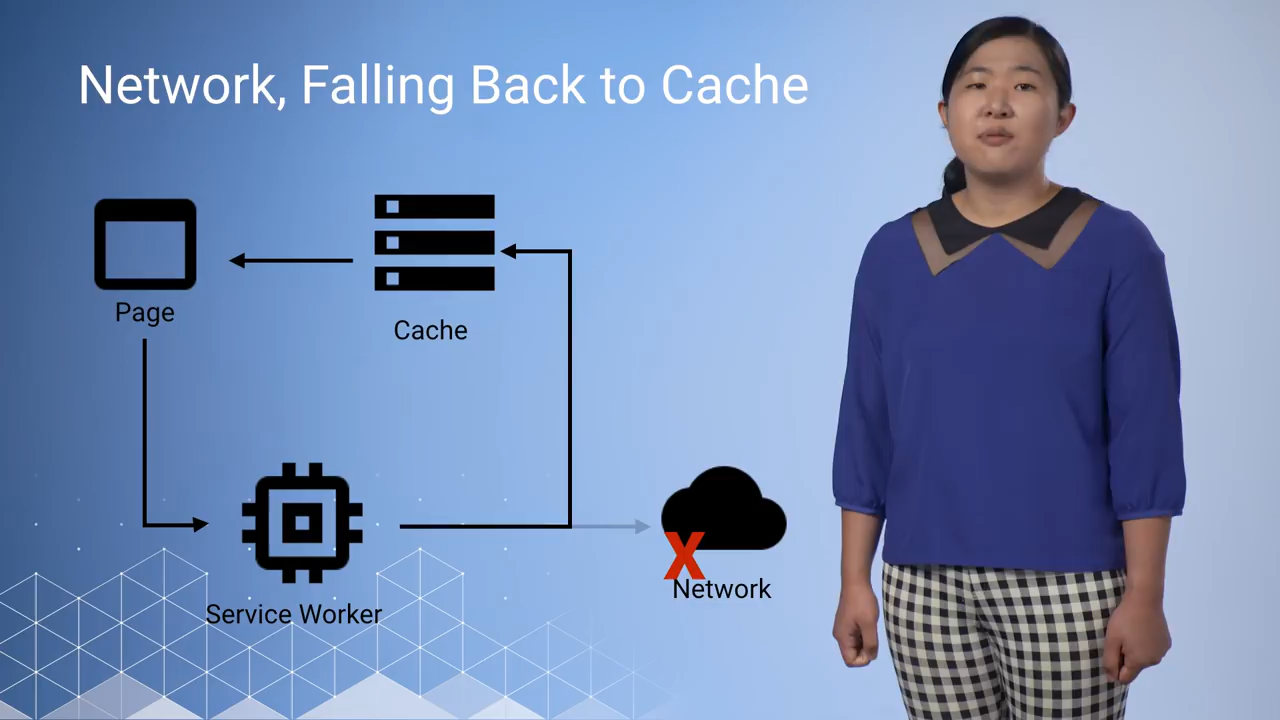 Network, Falling Back to Cache
Page
Cache
Service Worker
X
Network